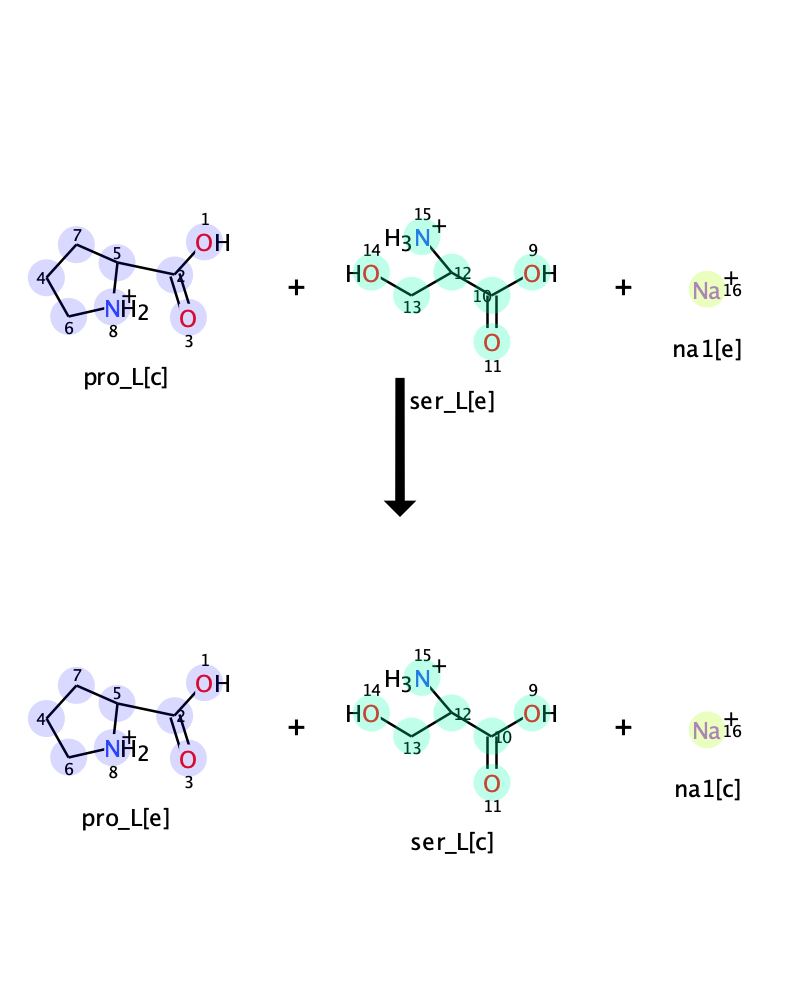 1
7 5 OH
4 2
+
NH2 O
6 8 3
pro_L[c]
+
15
H3N+
14 9
HO 12 OH
13 10
O
11
ser_L[e]
+
Na+ 16
na1[e]
1
7 5 OH
4 2
+
NH2 O
6 8 3
pro_L[e]
+
15
H3N+
14 9
HO 12 OH
13 10
O
11
ser_L[c]
+
Na+ 16
na1[c]